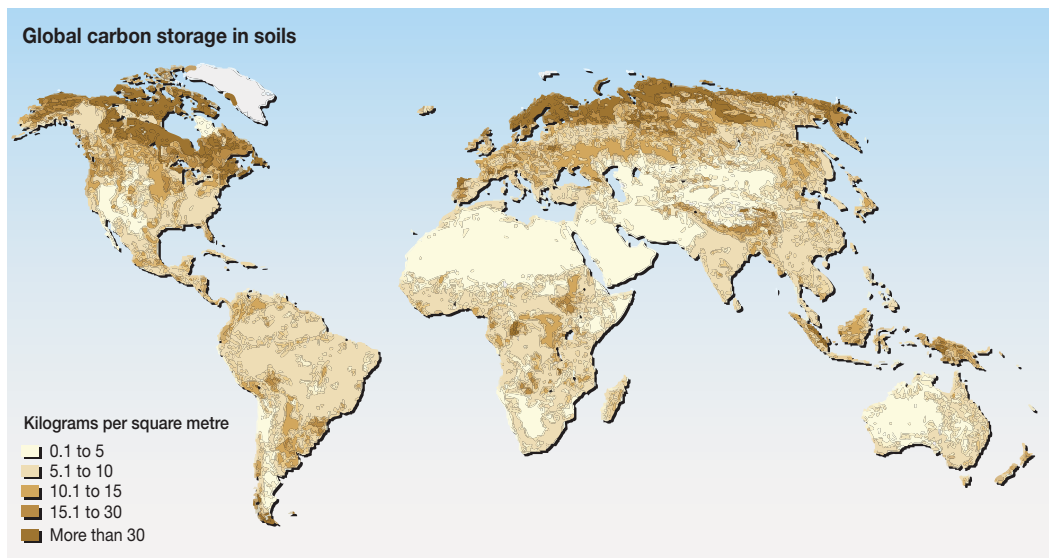 Global carbon storage in soils
Kilograms per square metre
0.1 to 5
5.1 to 10
10.1 to 15
15.1 to 30
More than 30